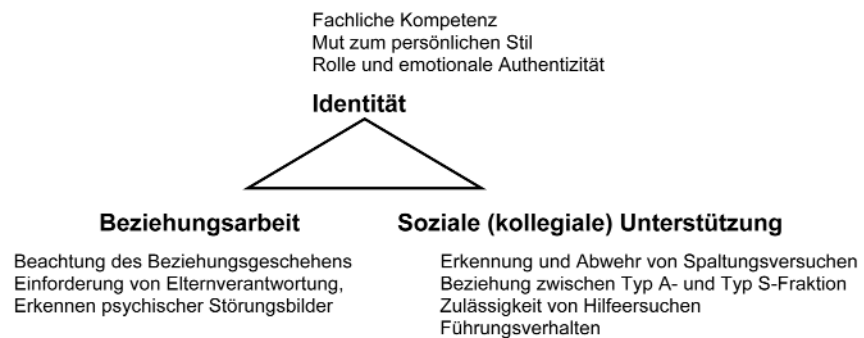 Fachliche Kompetenz
Mut zum persönlichen Stil
Rolle und emotionale Authentizität
Identität
Beziehungsarbeit
Beachtung des Beziehungsgeschehens
Einforderung von Elternverantwortung,
Erkennen psychischer Störungsbilder
Soziale (kollegiale) Unterstützung
Erkennung und Abwehr von Spaltungsversuchen
Beziehung zwischen Typ A- und Typ S-Fraktion
Zulässigkeit von Hilfeersuchen
Führungsverhalten